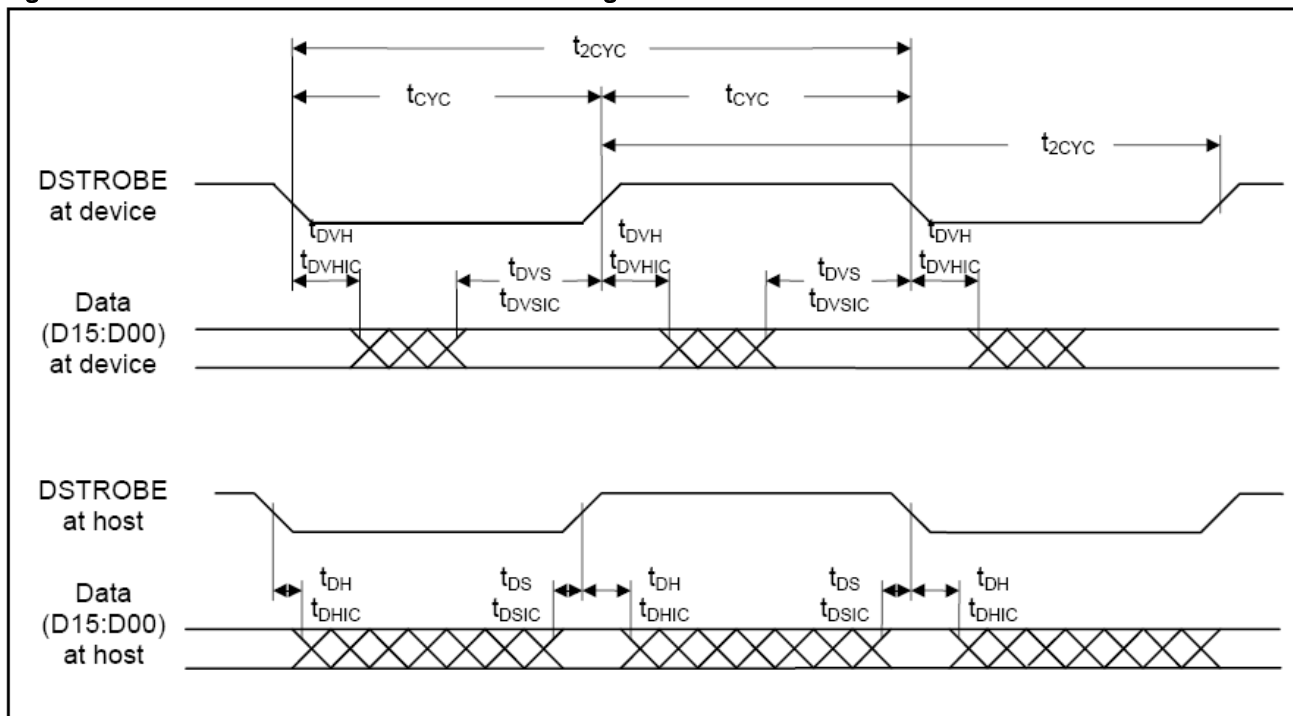 t2CYC
tCYC tCYC
t2CYC
DSTROBE
at device
tDVH tDVH tDVH
tDVHIC tDVS tDVHIC tDVS tDVHIC
tDVSIC tDVSIC
Data
(D15:D00)
at device
DSTROBE
at host
tDH tDS tDH tDS tDH
tDHIC tDSIC tDHIC tDSIC tDHIC
Data
(D15:D00)
at host